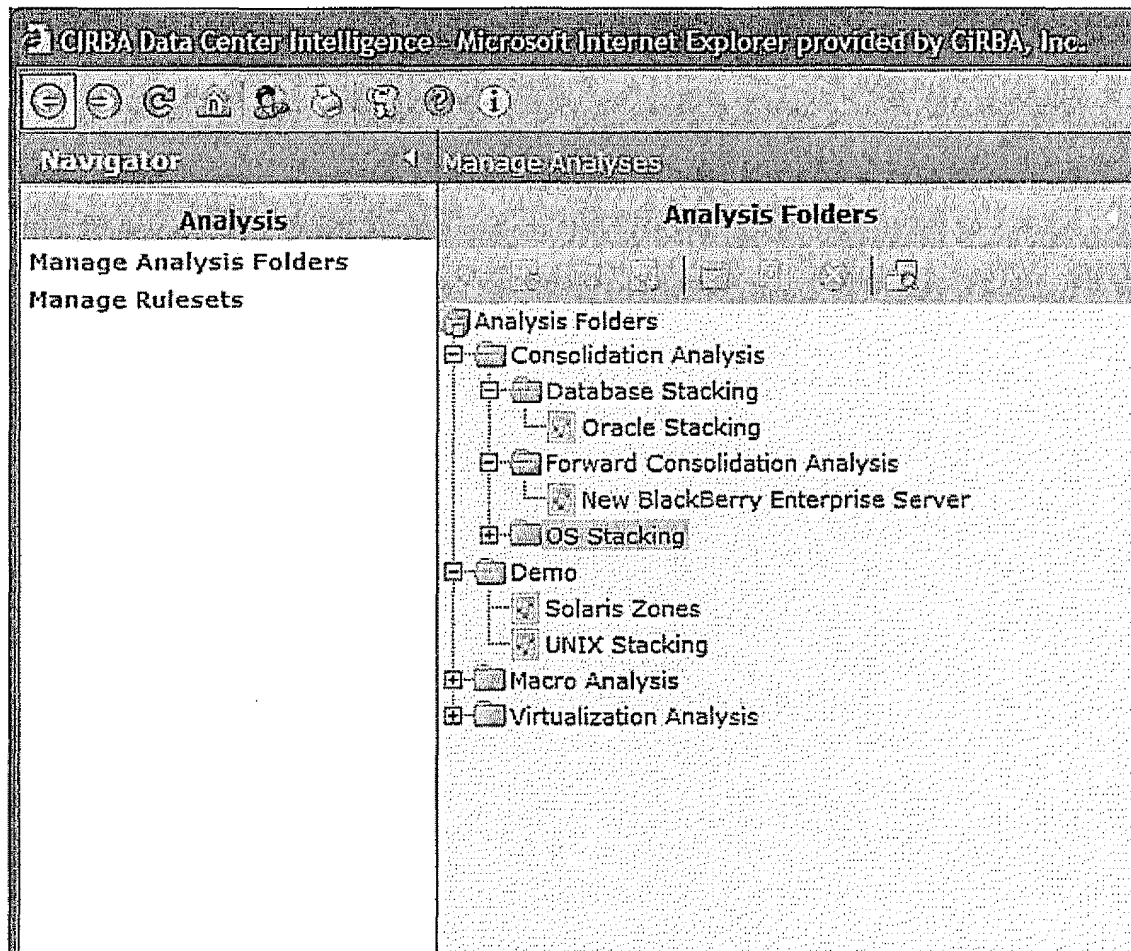 CIRBA Data Center Intelligence - Microsoft Internet Explorer provided by CiRBA, Inc.
Navigator
Manage Analyses
Analysis
Analysis Folders
Manage Analysis Folders
Manage Rulesets
Analysis Folders
Consolidation Analysis
Database Stacking
Oracle Stacking
Forward Consolidation Analysis
New BlackBerry Enterprise Server
OS Stacking
Demo
Solaris Zones
UNIX Stacking
Macro Analysis
Virtualization Analysis